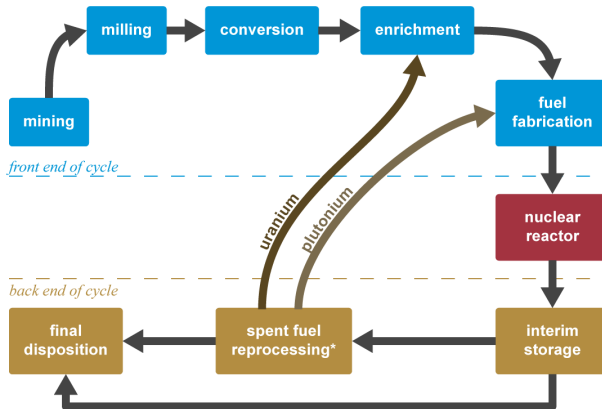 milling
conversion
enrichment
mining
fuel
fabrication
front end of cycle
uranium
plutonium
nuclear
reactor
back end of cycle
final
disposition
spent fuel
reprocessing*
interim
storage